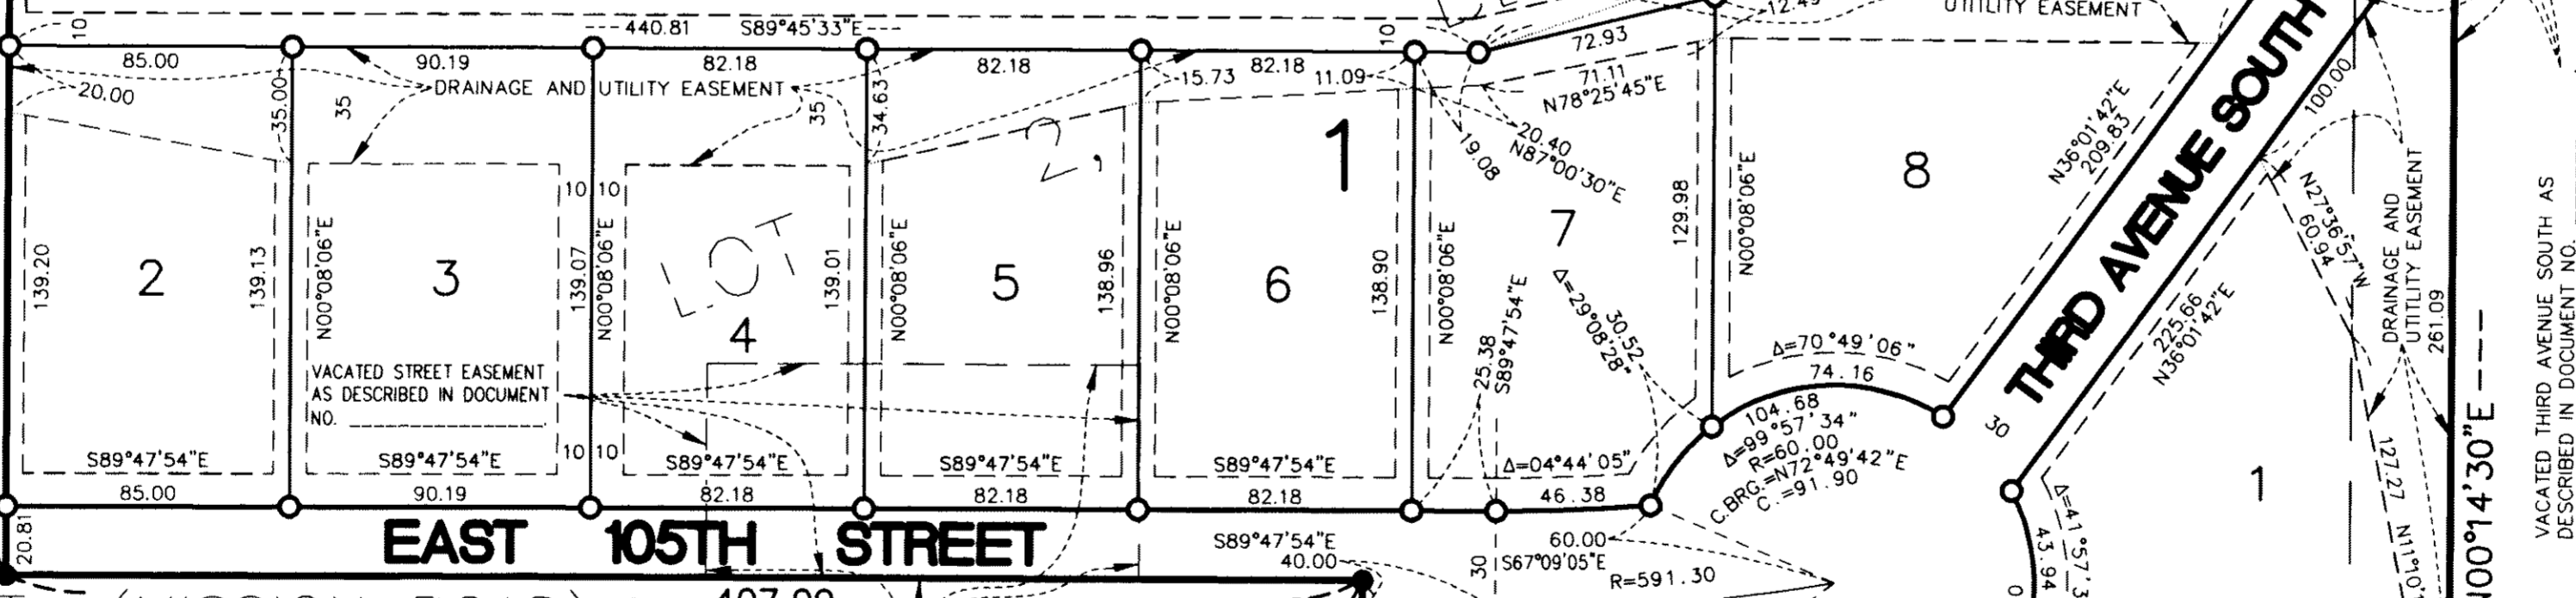 440.81 S89°45'33"E
10
85.00
90.19
82.18
82.18
82.18
10
72.93
12.49
UTILITY EASEMENT
20.00
35.00
35
DRAINAGE AND UTILITY EASEMENT
35
34.63
15.73
11.09
71.11
N78°25'45"E
19.08
20.40
N87°00'30"E
1
2,
LOT
139.20
2
139.13
N00°08'06"E
3
10 10
139.07
N00°08'06"E
4
139.01
N00°08'06"E
5
138.96
N00°08'06"E
6
138.90
N00°08'06"E
7
129.98
N00°08'06"E
8
N36°01'42"E
209.83
THIRD AVENUE SOUTH
100.00
225.66
N36°01'42"E
N27°36'57"W
60.94
DRAINAGE AND
UTILITY EASEMENT
261.09
N00°14'30"E
VACATED THIRD AVENUE SOUTH AS
DESCRIBED IN DOCUMENT NO.
VACATED STREET EASEMENT
AS DESCRIBED IN DOCUMENT
NO.
10 10
S89°47'54"E
S89°47'54"E
S89°47'54"E
S89°47'54"E
S89°47'54"E
85.00
90.19
82.18
82.18
82.18
25.38
S89°47'54"E
Δ=29°08'28"
30.52
Δ=04°44'05"
46.38
Δ=70°49'06"
74.16
104.68
Δ=99°57'34"
R=60.00
C.BRG.=N72°49'42"E
C.=91.90
30
1
127.27
43.94
20.81
EAST 105TH STREET
S89°47'54"E
40.00
30
60.00
S67°09'05"E
R=591.30